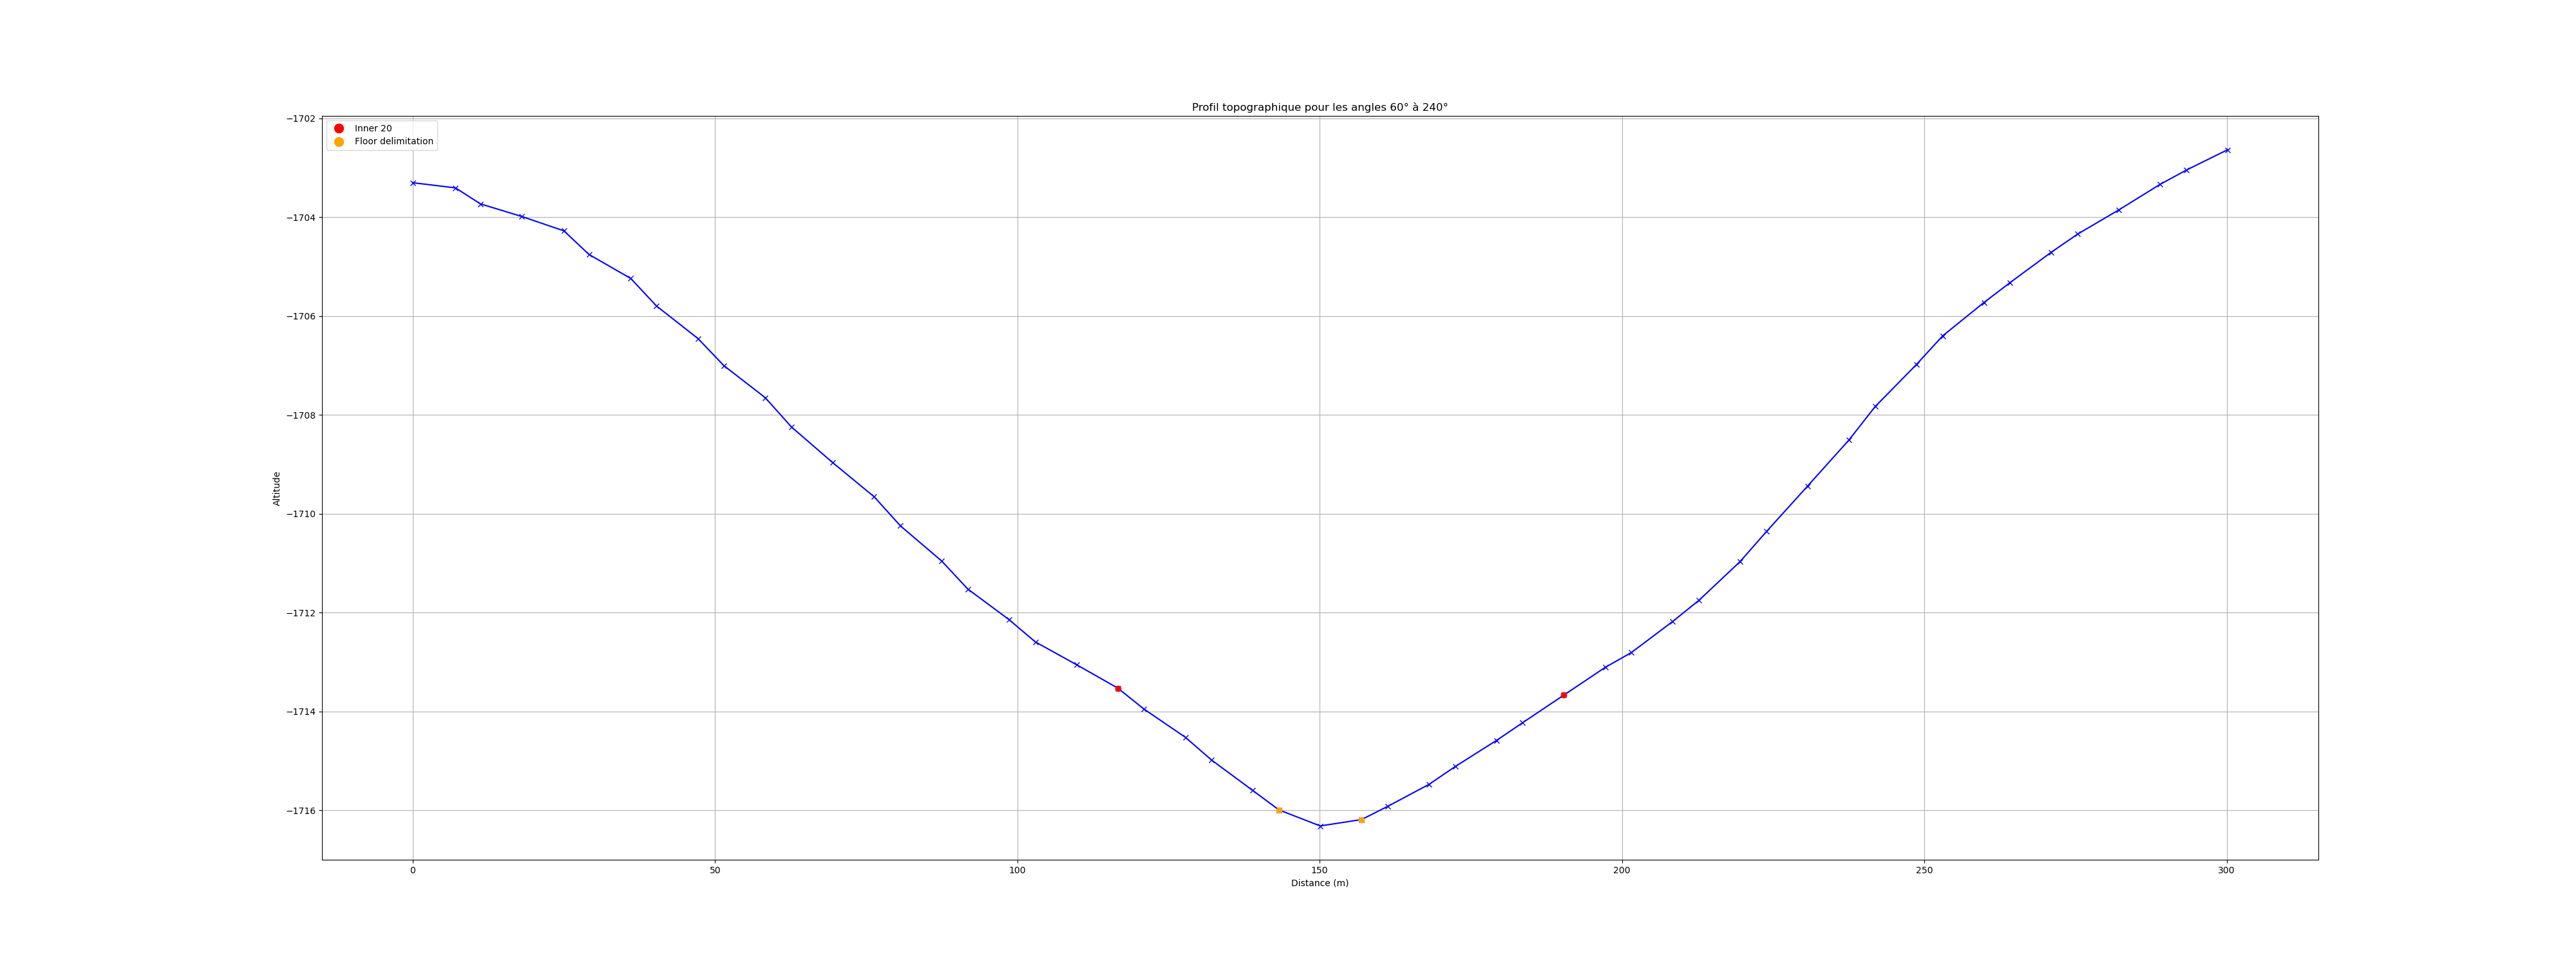 Profil topographique pour les angles 60° à 240°
Inner 20
Floor delimitation
−1702
−1704
−1706
−1708
−1710
−1712
−1714
−1716
Altitude
0 50 100 150 200 250 300
Distance (m)